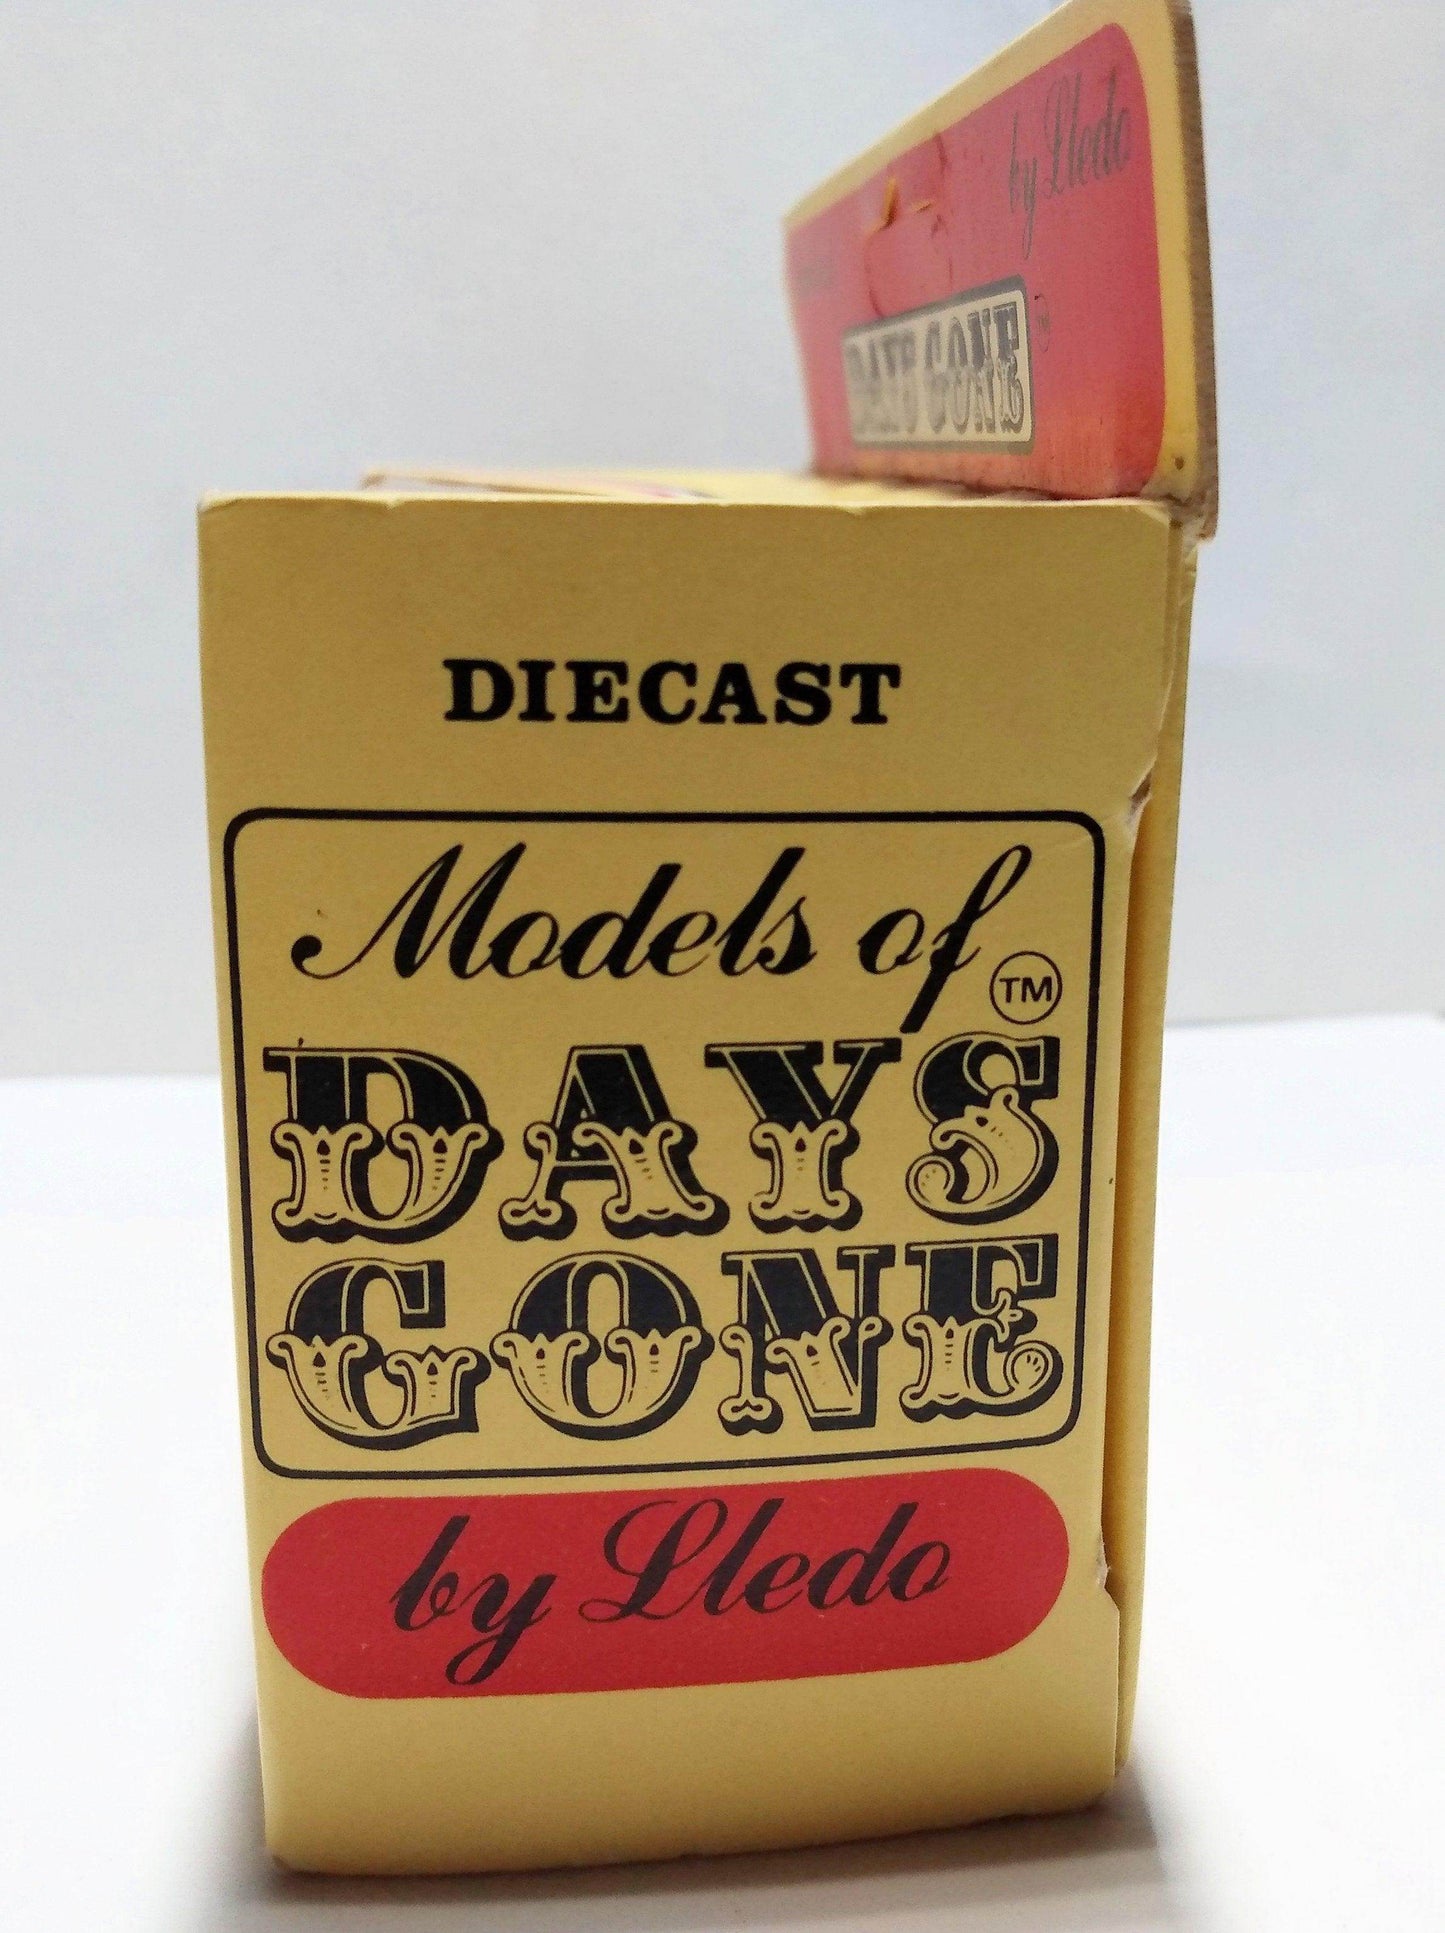 by Lledo
DAYS GONE
DIECAST
Models of
TM
DAYS
GONE
by Lledo